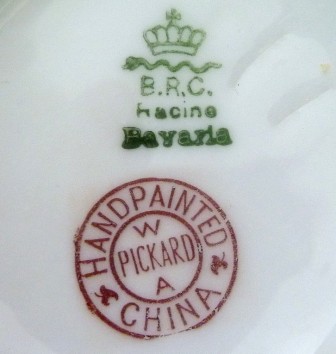 B.R.C.
Racine
Bavaria
HANDPAINTED
W
PICKARD
A
CHINA